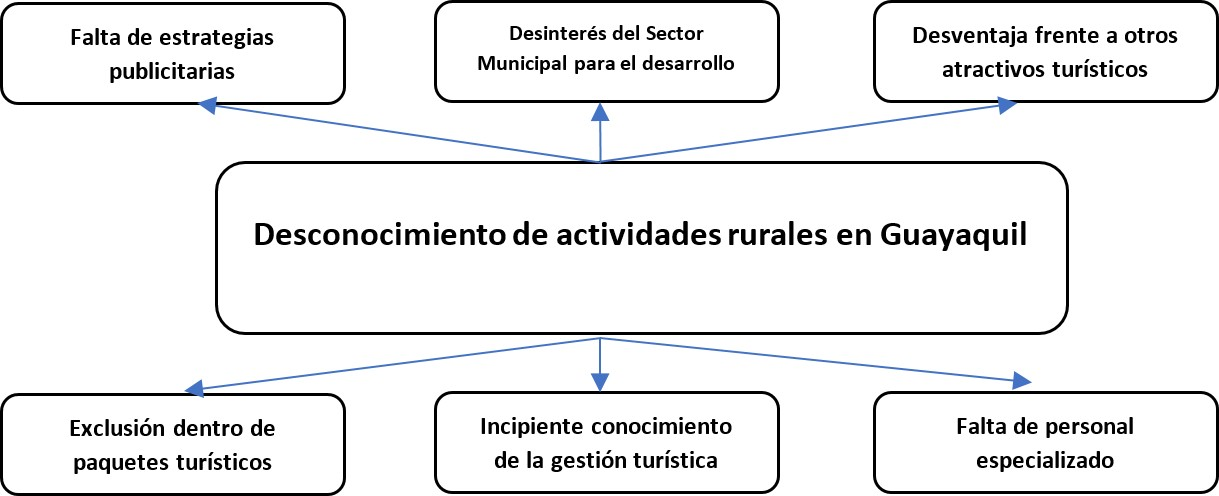 Falta de estrategias
publicitarias
Desinterés del Sector
Municipal para el desarrollo
Desventaja frente a otros
atractivos turísticos
Desconocimiento de actividades rurales en Guayaquil
Exclusión dentro de
paquetes turísticos
Incipiente conocimiento
de la gestión turística
Falta de personal
especializado